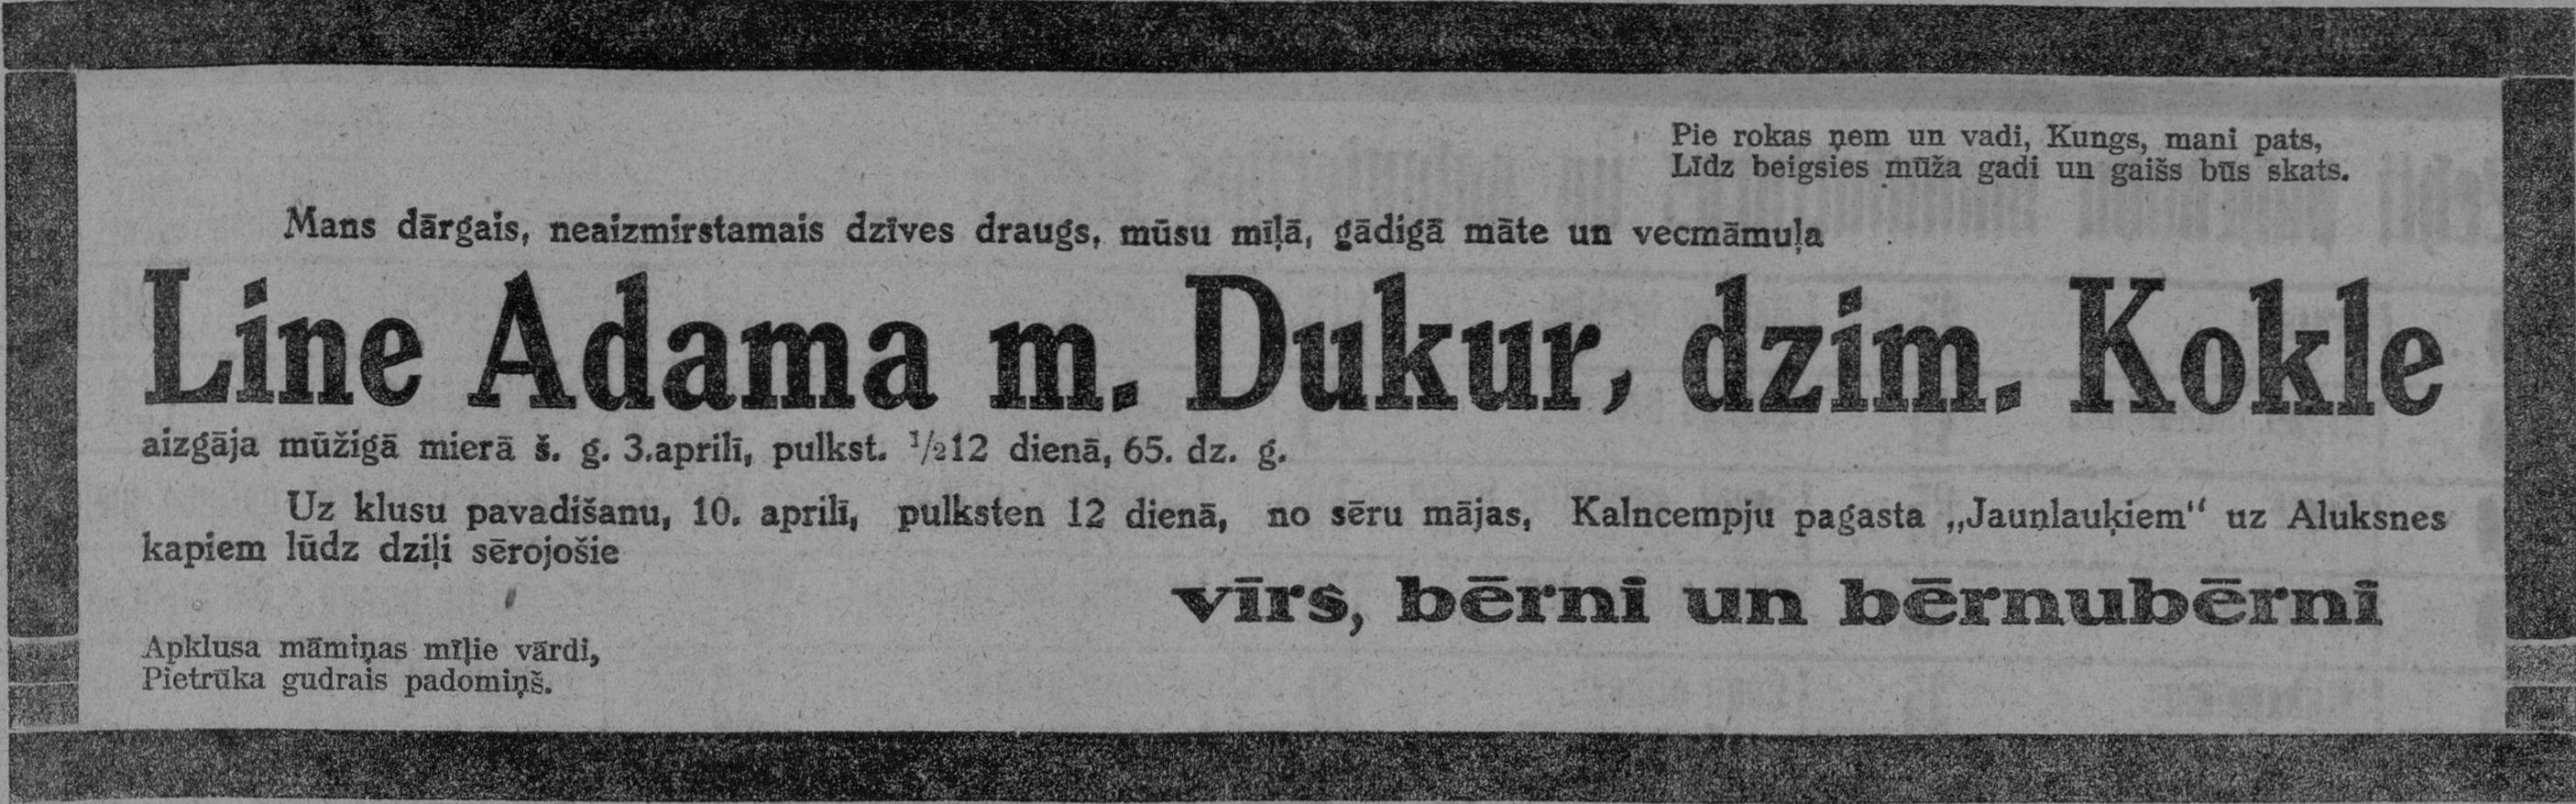 Pie rokas ņem un vadi, Kungs, mani pats,
Līdz beigsies mūža gadi un gaišs būs skats.
Mans dārgais, neaizmirstamais dzīves draugs, mūsu mīļā, gādigā māte un vecmāmuļa
Line Adama m. Dukur, dzim. Kokle
aizgāja mūžigā mierā š. g. 3.aprilī, pulkst. ½12 dienā, 65. dz. g.
Uz klusu pavadišanu, 10. aprilī, pulksten 12 dienā, no sēru mājas, Kalncempju pagasta „Jaunlauķiem“ uz Aluksnes
kapiem lūdz dziļi sērojošie
vīrs, bērni un bērnubērni
Apklusa māmiņas mīļie vārdi,
Pietrūka gudrais padomiņš.